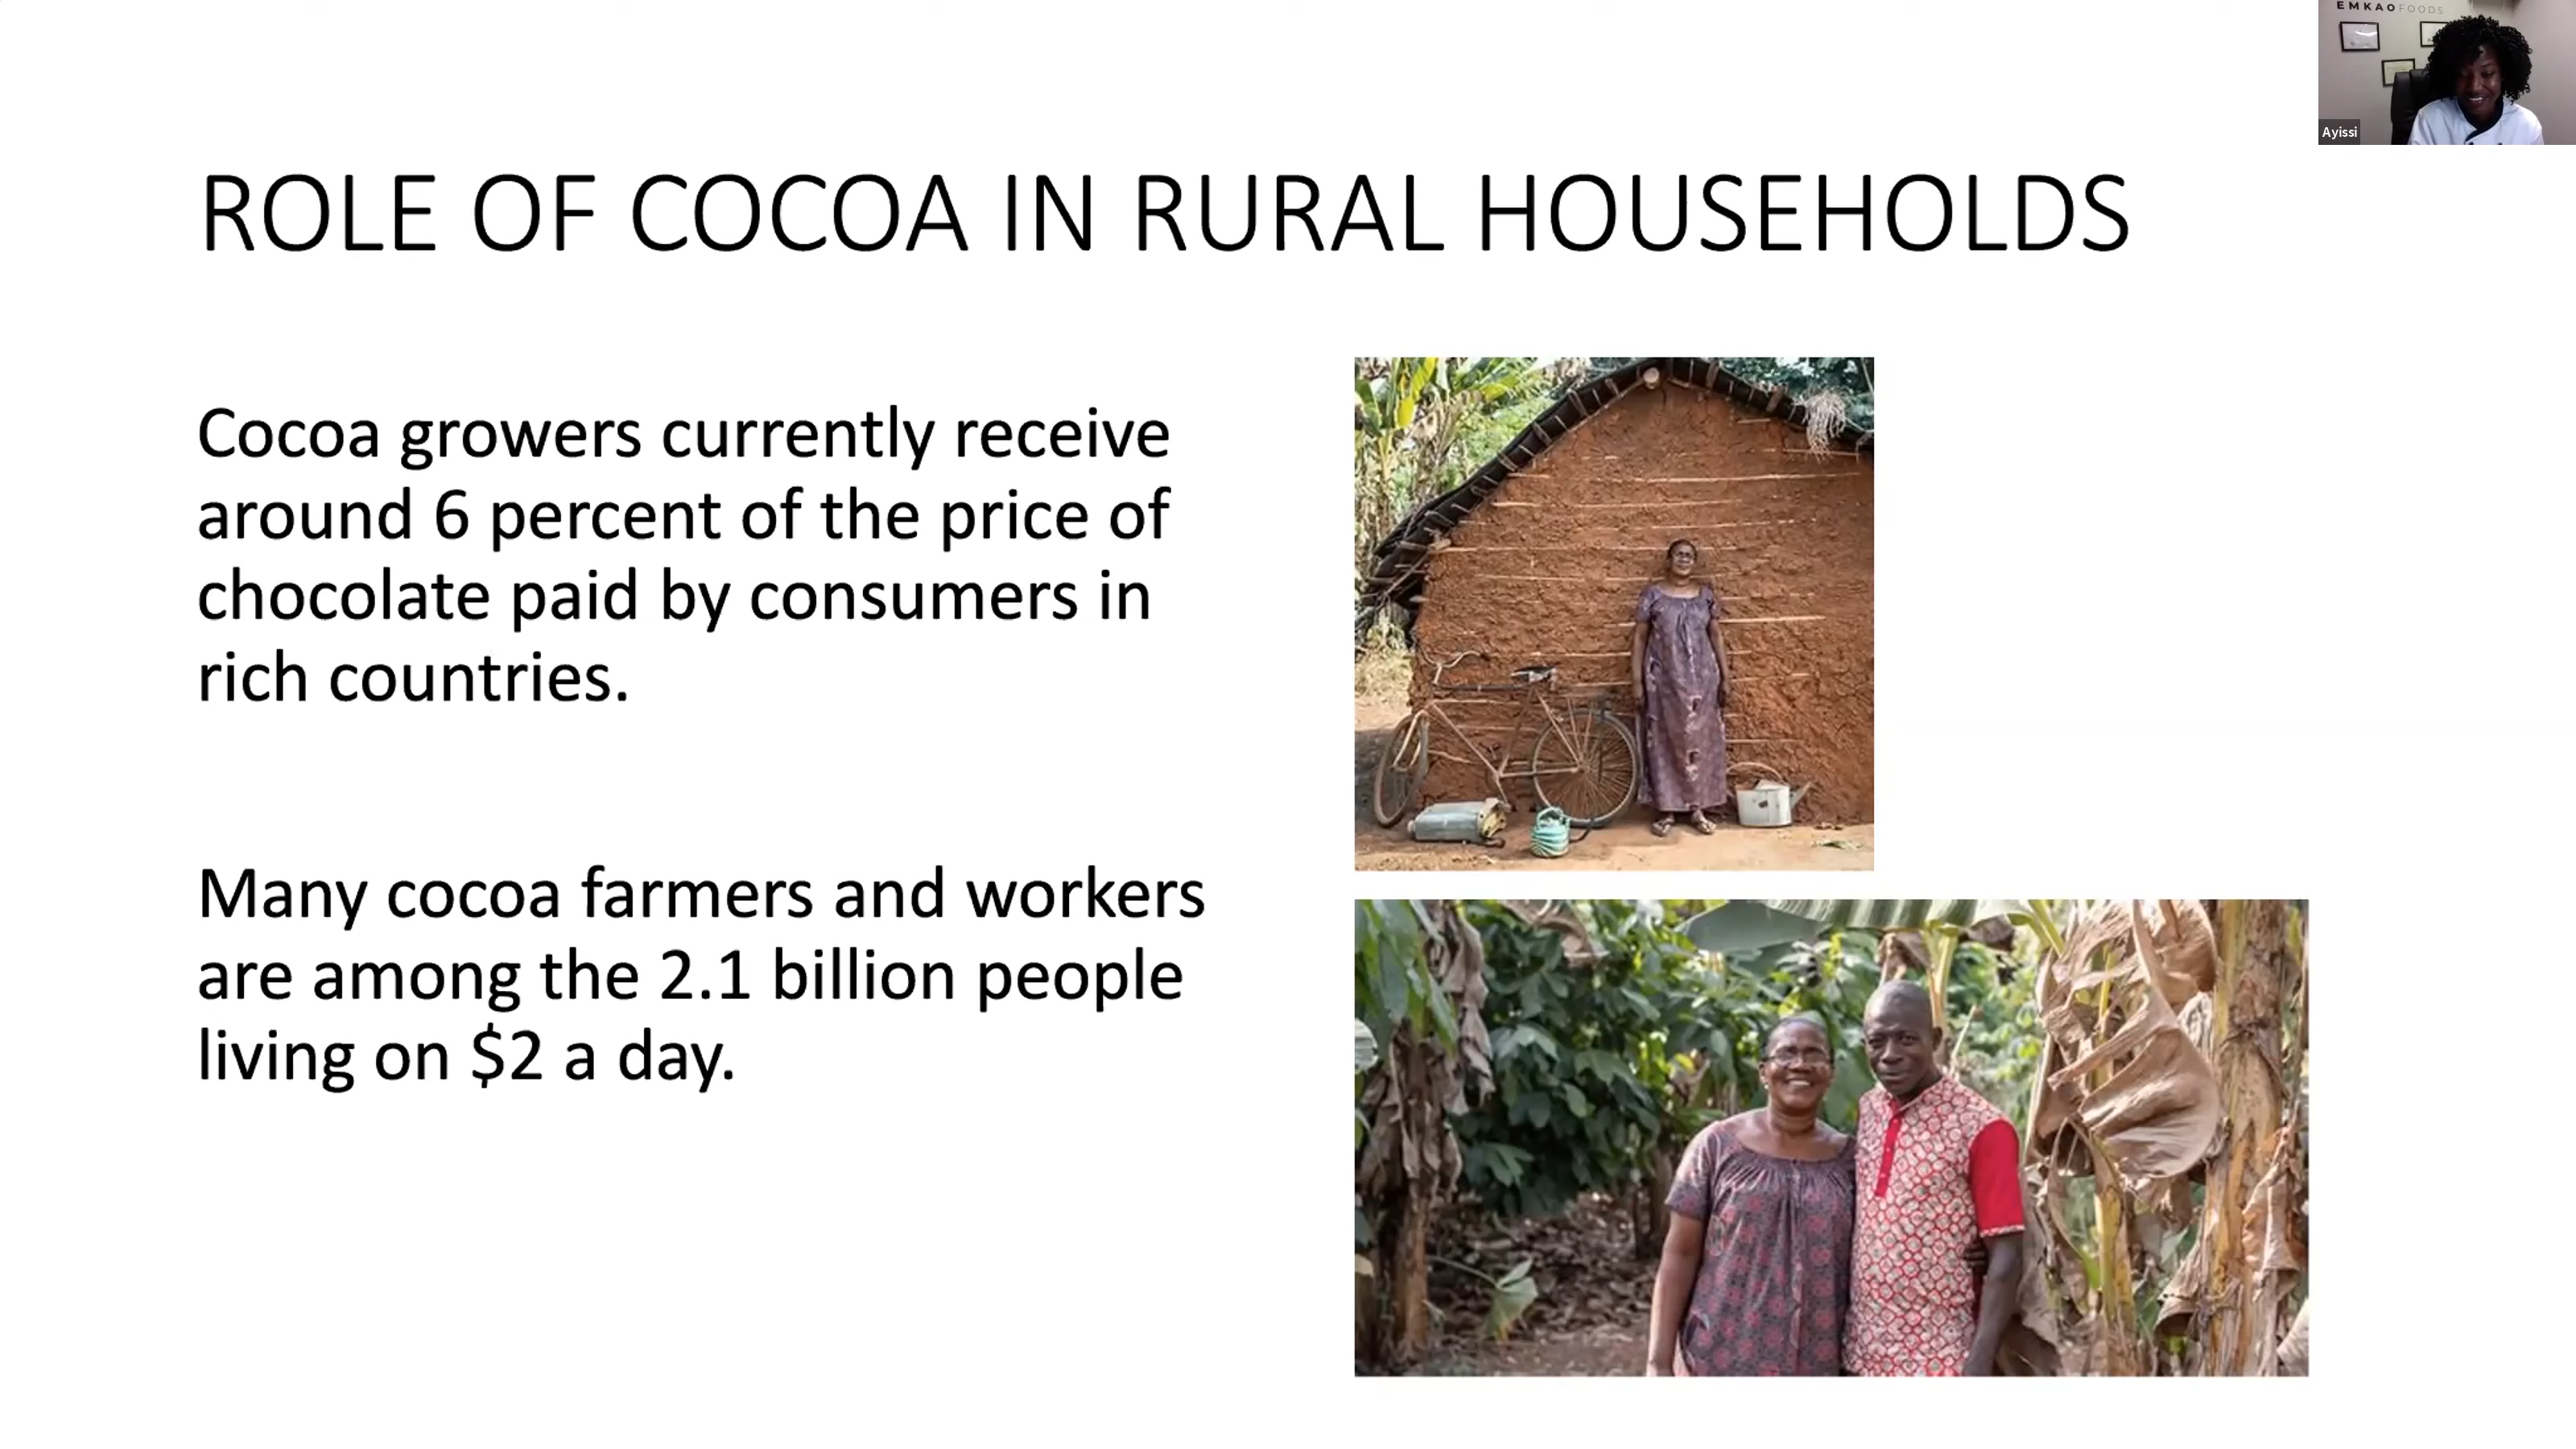 EMKAOFOODS
Ayissi
ROLE OF COCOA IN RURAL HOUSEHOLDS
Cocoa growers currently receive
around 6 percent of the price of
chocolate paid by consumers in
rich countries.
Many cocoa farmers and workers
are among the 2.1 billion people
living on $2 a day.